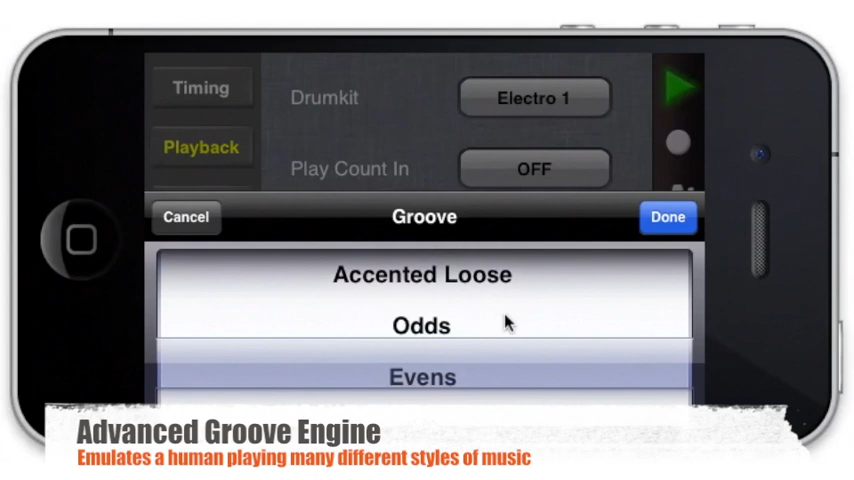 Timing
Drumkit
Electro 1
Playback
Play Count In
OFF
Cancel
Groove
Done
Accented Loose
Odds
Evens
Advanced Groove Engine
Emulates a human playing many different styles of music